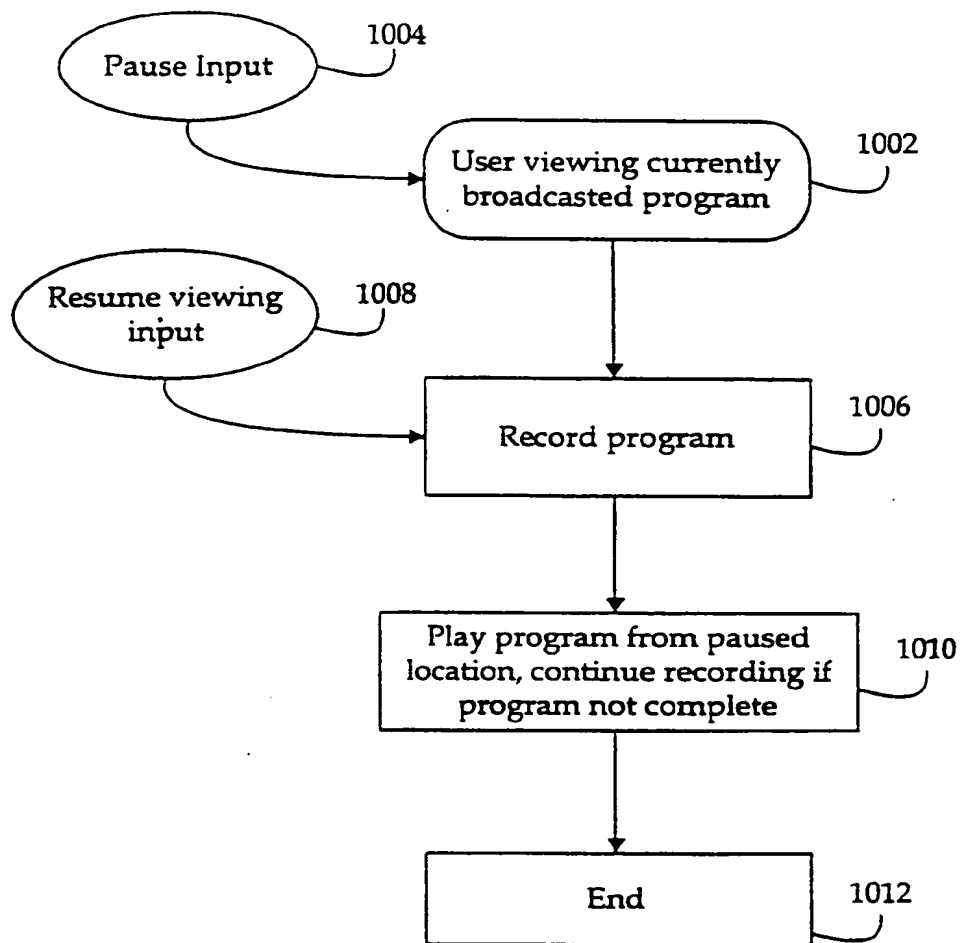 1004
Pause Input
User viewing currently
broadcasted program
1002
Resume viewing
input
1008
Record program
1006
Play program from paused
location, continue recording if
program not complete
1010
End
1012